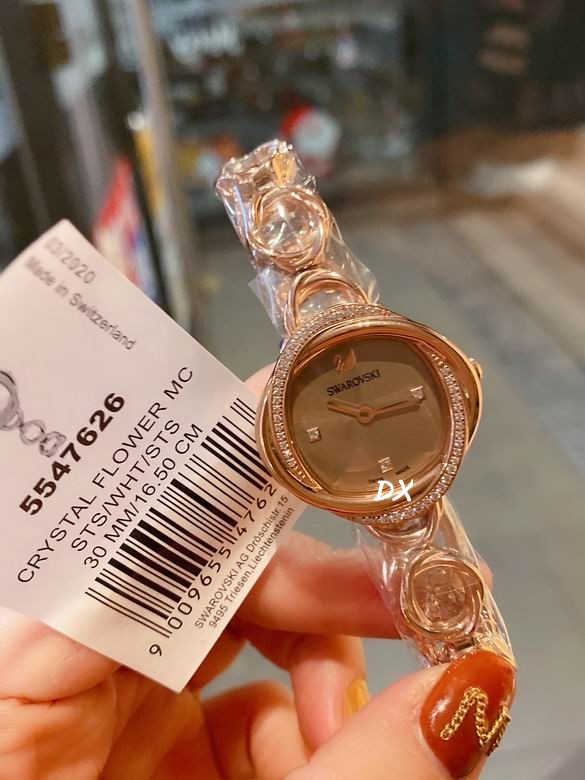 03/2020
Made in Switzerland
5547626
CRYSTAL FLOWER MC
STS/WHT/STS
30 MM/16.50 CM
9 009655 4762
SWAROVSKI AG Dröschistr. 15
9495 Triesen, Liechtenstein
SWAROVSKI
SWISS MADE
DX